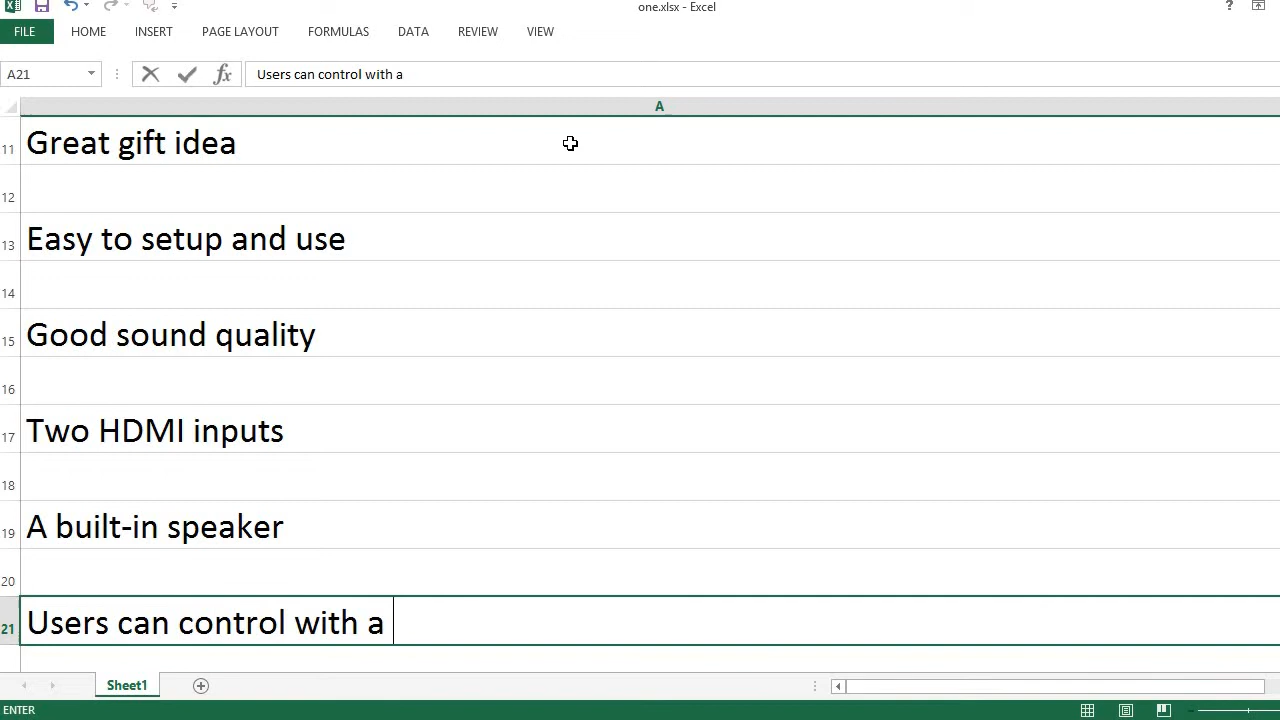 one.xlsx - Excel
?
FILE HOME INSERT PAGE LAYOUT FORMULAS DATA REVIEW VIEW
A21 fx Users can control with a
A
11 Great gift idea
12
13 Easy to setup and use
14
15 Good sound quality
16
17 Two HDMI inputs
18
19 A built-in speaker
20
21 Users can control with a
Sheet1
ENTER